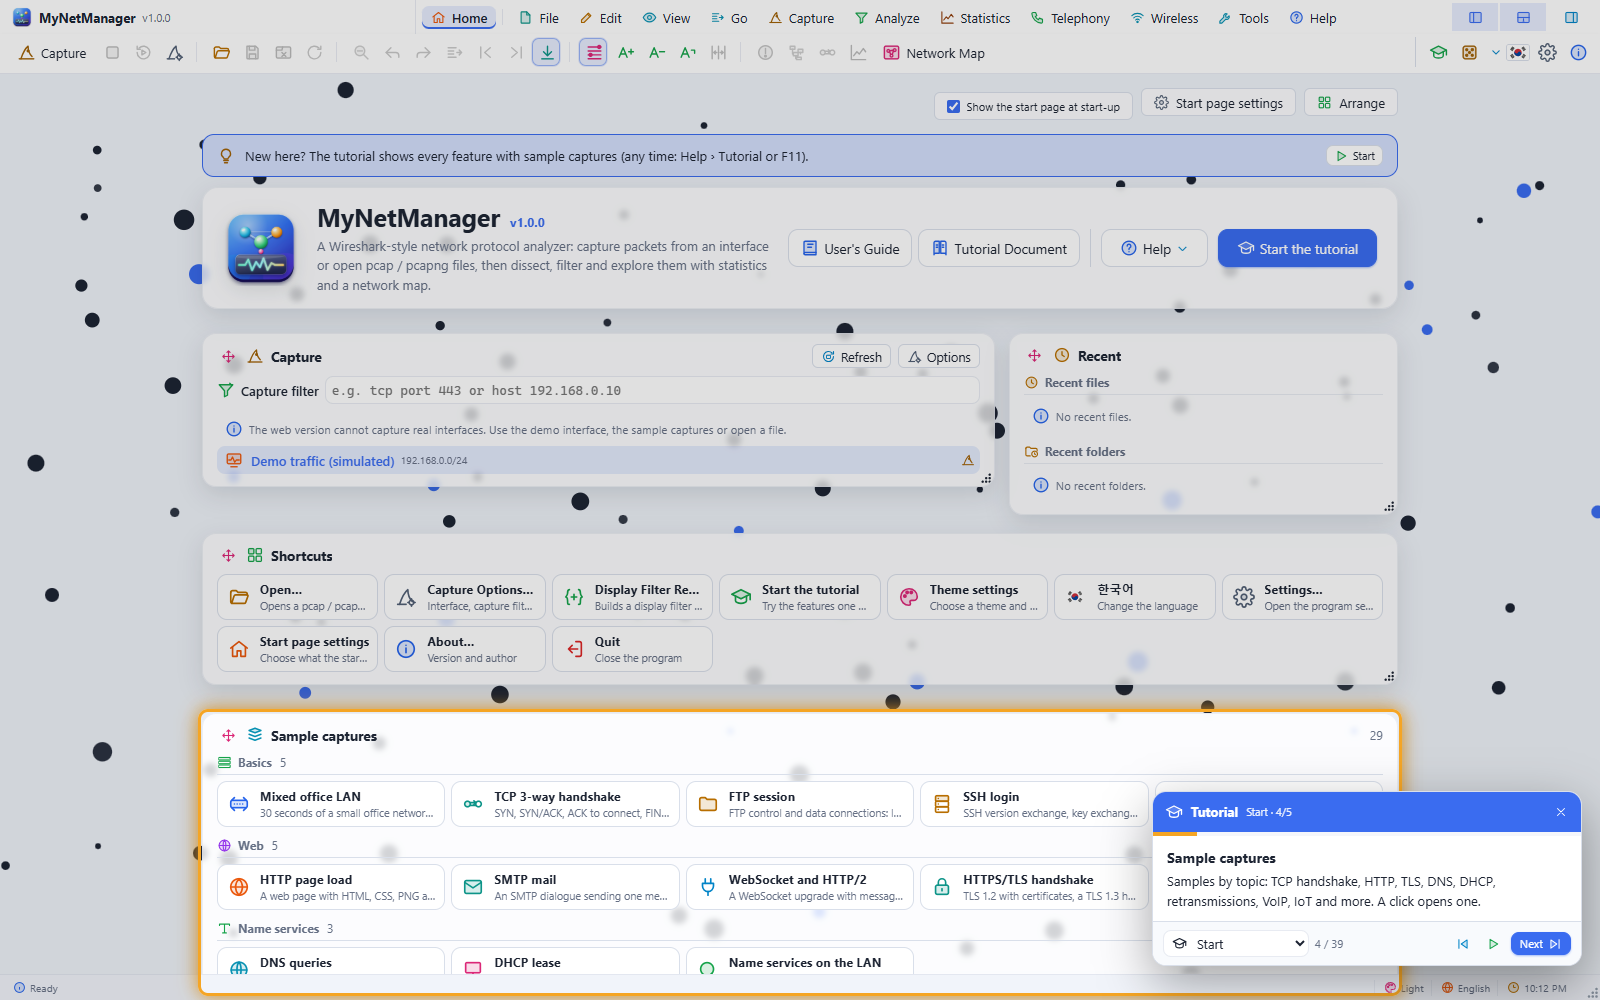 MyNetManager v1.0.0
Home File Edit View Go Capture Analyze Statistics Telephony Wireless Tools Help
Capture A+ A- A Network Map
Show the start page at start-up Start page settings Arrange
New here? The tutorial shows every feature with sample captures (any time: Help › Tutorial or F11). Start
MyNetManager v1.0.0
A Wireshark-style network protocol analyzer: capture packets from an interface
or open pcap / pcapng files, then dissect, filter and explore them with statistics
and a network map.
User's Guide Tutorial Document Help Start the tutorial
Capture Refresh Options
Capture filter e.g. tcp port 443 or host 192.168.0.10
The web version cannot capture real interfaces. Use the demo interface, the sample captures or open a file.
Demo traffic (simulated) 192.168.0.0/24
Recent
Recent files
No recent files.
Recent folders
No recent folders.
Shortcuts
Open... Capture Options... Display Filter Re... Start the tutorial Theme settings 한국어 Settings...
Opens a pcap / pcap... Interface, capture filt... Builds a display filter ... Try the features one ... Choose a theme and ... Change the language Open the program se...
Start page settings About... Quit
Choose what the star... Version and author Close the program
Sample captures 29
Basics 5
Mixed office LAN TCP 3-way handshake FTP session SSH login
30 seconds of a small office networ... SYN, SYN/ACK, ACK to connect, FIN... FTP control and data connections: l... SSH version exchange, key exchang...
Web 5
HTTP page load SMTP mail WebSocket and HTTP/2 HTTPS/TLS handshake
A web page with HTML, CSS, PNG a... An SMTP dialogue sending one me... A WebSocket upgrade with messag... TLS 1.2 with certificates, a TLS 1.3 h...
Name services 3
DNS queries DHCP lease Name services on the LAN
Tutorial Start · 4/5
Sample captures
Samples by topic: TCP handshake, HTTP, TLS, DNS, DHCP,
retransmissions, VoIP, IoT and more. A click opens one.
Start 4 / 39 Next
Ready Light English 10:12 PM